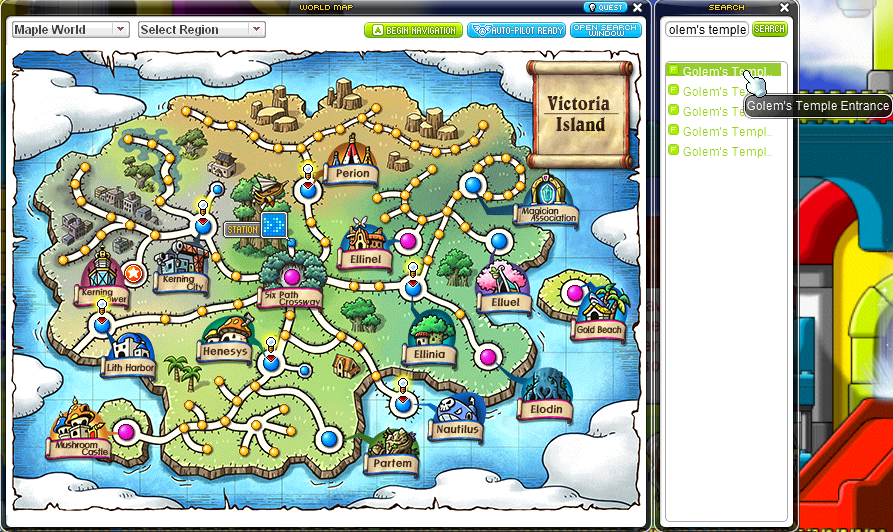 WORLD MAP
QUEST
Maple World
Select Region
BEGIN NAVIGATION
AUTO-PILOT READY
OPEN SEARCH
WINDOW
Victoria
Island
Perion
Magician
Association
STATION
Ellinel
Kerning
Tower
Kerning
City
Six Path
Crossway
Elluel
Gold Beach
Henesys
Ellinia
Lith Harbor
Elodin
Nautilus
Mushroom
Castle
Partem
SEARCH
olem's temple
SEARCH
Golem's Templ..
Golem's Te
Golem's Temple Entrance
Golem's Templ..
Golem's Templ..
Golem's Templ..